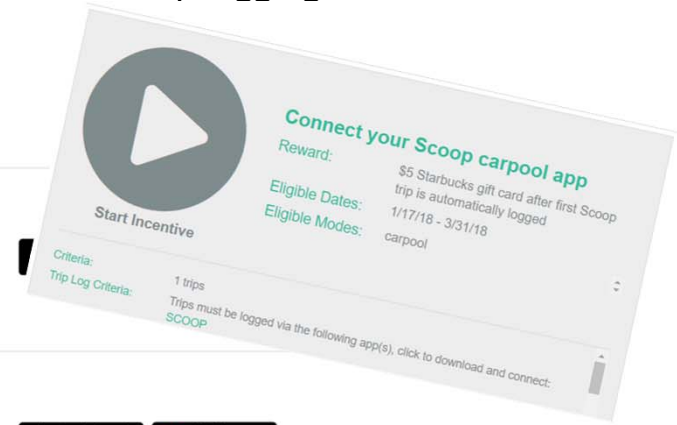 Connect your Scoop carpool app
Reward:
$5 Starbucks gift card after first Scoop
trip is automatically logged
Eligible Dates:
1/17/18 - 3/31/18
Eligible Modes:
carpool
Start Incentive
Criteria:
1 trips
Trip Log Criteria:
Trips must be logged via the following app(s), click to download and connect:
SCOOP